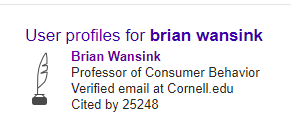 User profiles for brian wansink
Brian Wansink
Professor of Consumer Behavior
Verified email at Cornell.edu
Cited by 25248